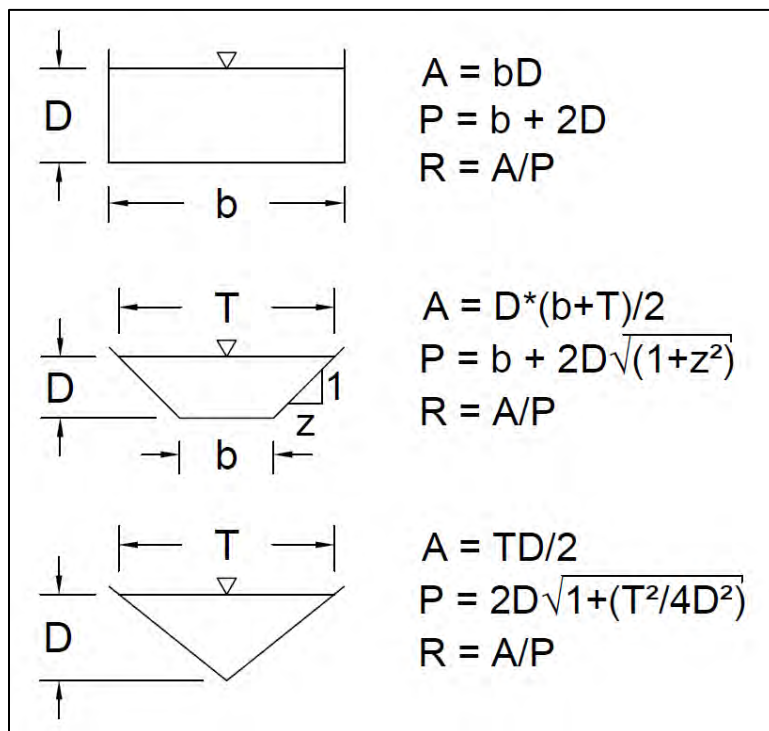 D
b
A = bD
P = b + 2D
R = A/P
T
D
1
z
b
A = D*(b+T)/2
P = b + 2D√(1+z²)
R = A/P
T
D
A = TD/2
P = 2D√1+(T²/4D²)
R = A/P